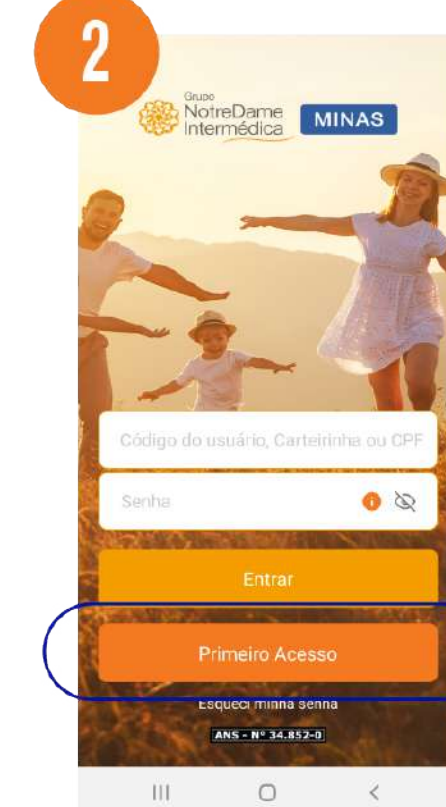 2
Grupo
NotreDame
Intermédica
MINAS
Código do usuário, Carteirinha ou CPF
Senha
Entrar
Primeiro Acesso
Esqueci minha senha
ANS - Nº 34.852-0